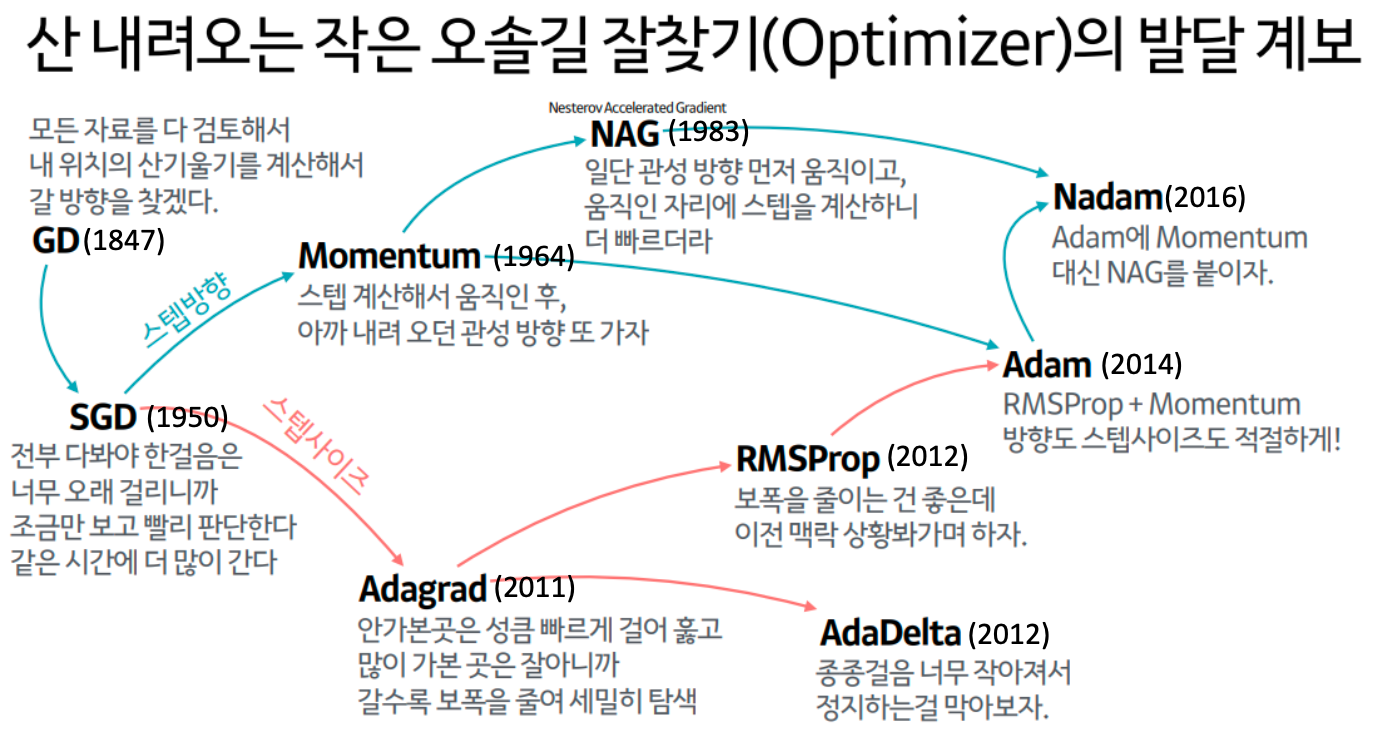 산 내려오는 작은 오솔길 잘찾기(Optimizer)의 발달 계보
모든 자료를 다 검토해서
내 위치의 산기울기를 계산해서
갈 방향을 찾겠다.
GD (1847)
스텝방향
SGD (1950)
전부 다봐야 한걸음은
너무 오래 걸리니까
조금만 보고 빨리 판단한다
같은 시간에 더 많이 간다
스텝사이즈
Momentum (1964)
스텝 계산해서 움직인 후,
아까 내려 오던 관성 방향 또 가자
Nesterov Accelerated Gradient
NAG (1983)
일단 관성 방향 먼저 움직이고,
움직인 자리에 스텝을 계산하니
더 빠르더라
Nadam(2016)
Adam에 Momentum
대신 NAG를 붙이자.
Adam (2014)
RMSProp + Momentum
방향도 스텝사이즈도 적절하게!
RMSProp (2012)
보폭을 줄이는 건 좋은데
이전 맥락 상황봐가며 하자.
Adagrad (2011)
안가본곳은 성큼 빠르게 걸어 훓고
많이 가본 곳은 잘아니까
갈수록 보폭을 줄여 세밀히 탐색
AdaDelta (2012)
종종걸음 너무 작아져서
정지하는걸 막아보자.